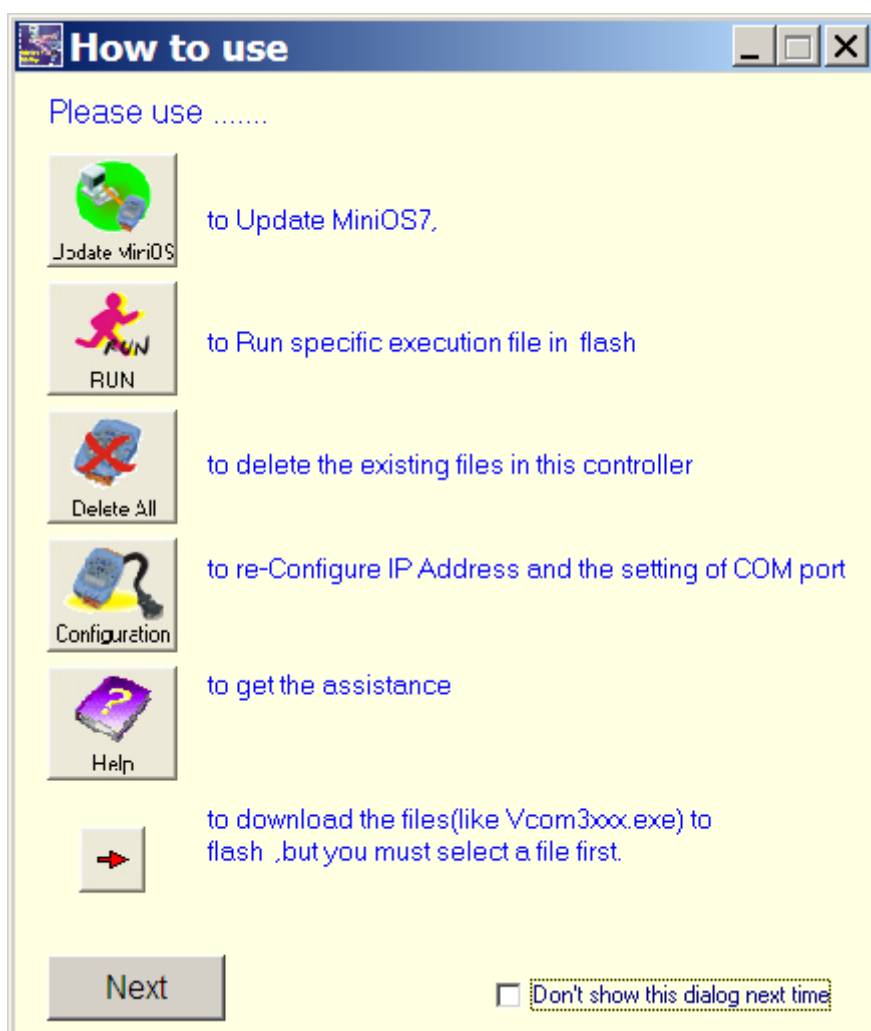 How to use
Please use .......
Update MiniOS
to Update MiniOS7,
RUN
RUN
to Run specific execution file in flash
Delete All
to delete the existing files in this controller
Configuration
to re-Configure IP Address and the setting of COM port
?
Help
to get the assistance
to download the files(like Vcom3xxx.exe) to
flash ,but you must select a file first.
Next
Don't show this dialog next time